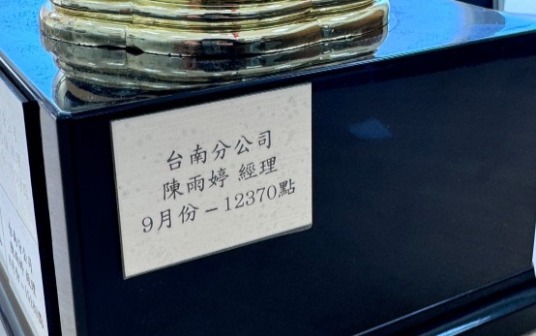 台南分公司
陳雨婷 經理
9月份－12370點